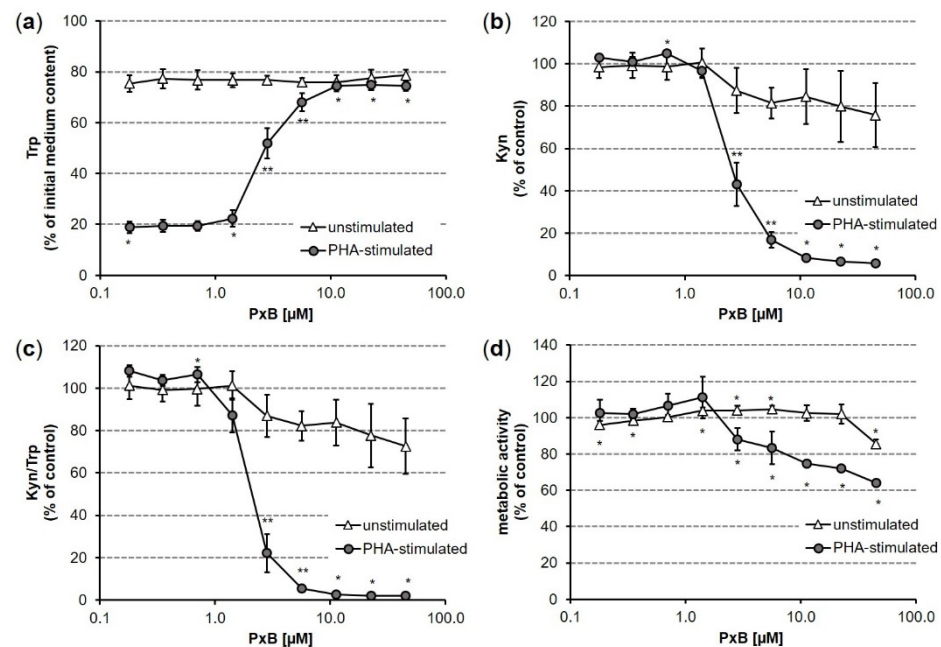 (a)
Trp
(% of initial medium content)
100
80
60
40
20
0
* ** ** * * * *
unstimulated
PHA-stimulated
0.1 1.0 10.0 100.0
PxB [µM]
(b)
Kyn
(% of control)
120
100
80
60
40
20
0
* ** ** * * *
unstimulated
PHA-stimulated
0.1 1.0 10.0 100.0
PxB [µM]
(c)
Kyn/Trp
(% of control)
120
100
80
60
40
20
0
* ** ** * * *
unstimulated
PHA-stimulated
0.1 1.0 10.0 100.0
PxB [µM]
(d)
metabolic activity
(% of control)
140
120
100
80
60
40
20
0
* * * * * * * * * * *
unstimulated
PHA-stimulated
0.1 1.0 10.0 100.0
PxB [µM]